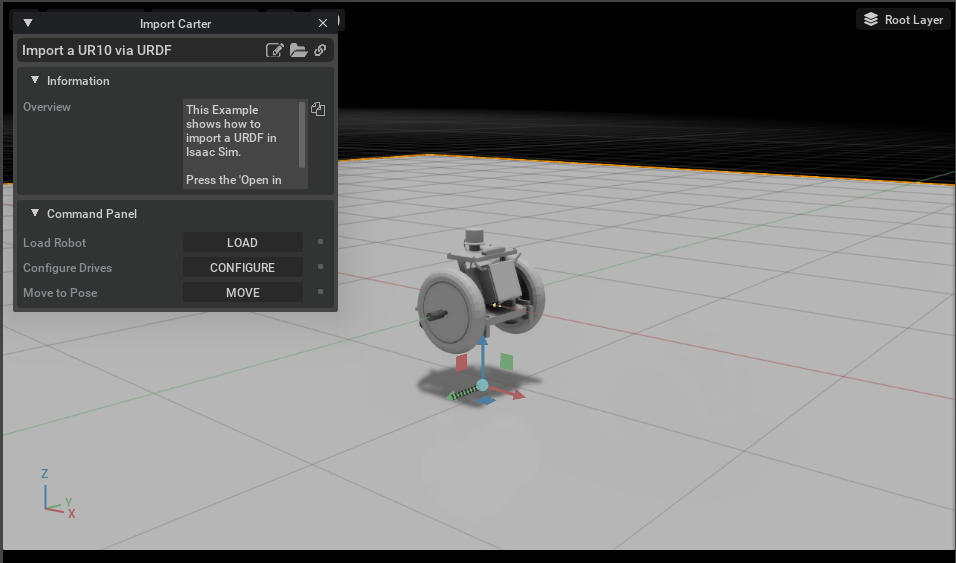 Import Carter
Root Layer
Import a UR10 via URDF
Information
Overview
This Example
shows how to
import a URDF in
Isaac Sim.
Press the 'Open in
Command Panel
Load Robot
LOAD
Configure Drives
CONFIGURE
Move to Pose
MOVE
Z
Y
X